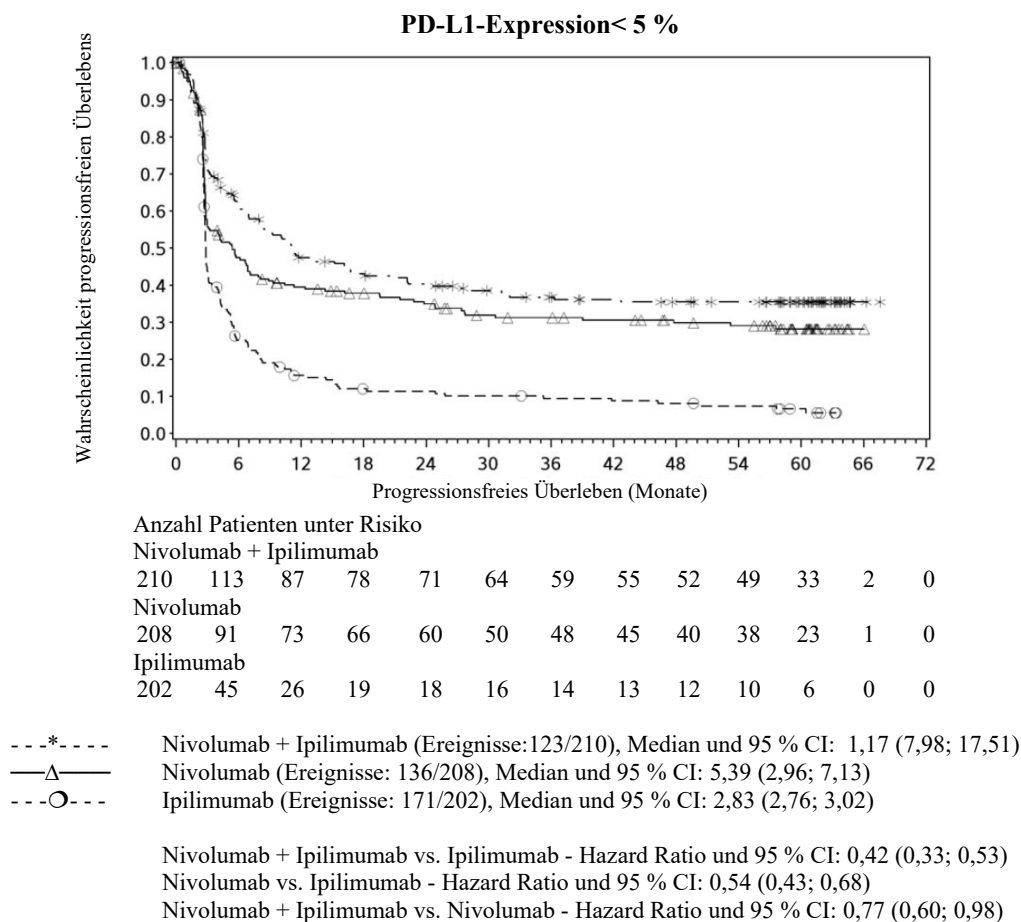 PD-L1-Expression< 5 %
Wahrscheinlichkeit progressionsfreien Überlebens
1.0
0.9
0.8
0.7
0.6
0.5
0.4
0.3
0.2
0.1
0.0
0 6 12 18 24 30 36 42 48 54 60 66 72
Progressionsfreies Überleben (Monate)
Anzahl Patienten unter Risiko
Nivolumab + Ipilimumab
210 113 87 78 71 64 59 55 52 49 33 2 0
Nivolumab
208 91 73 66 60 50 48 45 40 38 23 1 0
Ipilimumab
202 45 26 19 18 16 14 13 12 10 6 0 0
- - -*- - - - Nivolumab + Ipilimumab (Ereignisse:123/210), Median und 95 % CI: 1,17 (7,98; 17,51)
——Δ—— Nivolumab (Ereignisse: 136/208), Median und 95 % CI: 5,39 (2,96; 7,13)
- - -❍- - - Ipilimumab (Ereignisse: 171/202), Median und 95 % CI: 2,83 (2,76; 3,02)
Nivolumab + Ipilimumab vs. Ipilimumab - Hazard Ratio und 95 % CI: 0,42 (0,33; 0,53)
Nivolumab vs. Ipilimumab - Hazard Ratio und 95 % CI: 0,54 (0,43; 0,68)
Nivolumab + Ipilimumab vs. Nivolumab - Hazard Ratio und 95 % CI: 0,77 (0,60; 0,98)